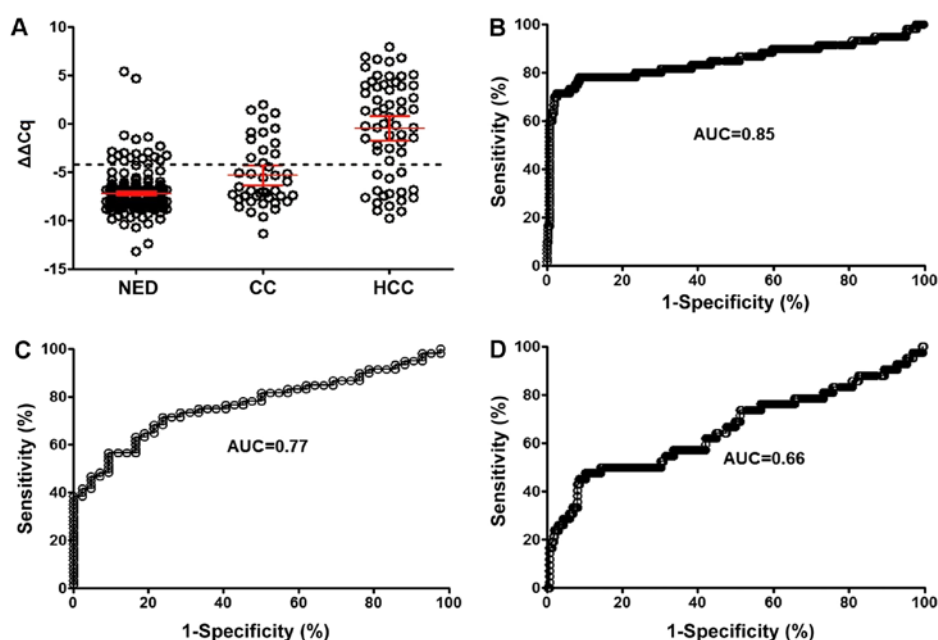 A
ΔΔCq
10
5
0
-5
-10
-15
NED
CC
HCC
B
Sensitivity (%)
100
80
60
40
20
0
AUC=0.85
0
20
40
60
80
100
1-Specificity (%)
C
Sensitivity (%)
100
80
60
40
20
0
AUC=0.77
0
20
40
60
80
100
1-Specificity (%)
D
Sensitivity (%)
100
80
60
40
20
0
AUC=0.66
0
20
40
60
80
100
1-Specificity (%)